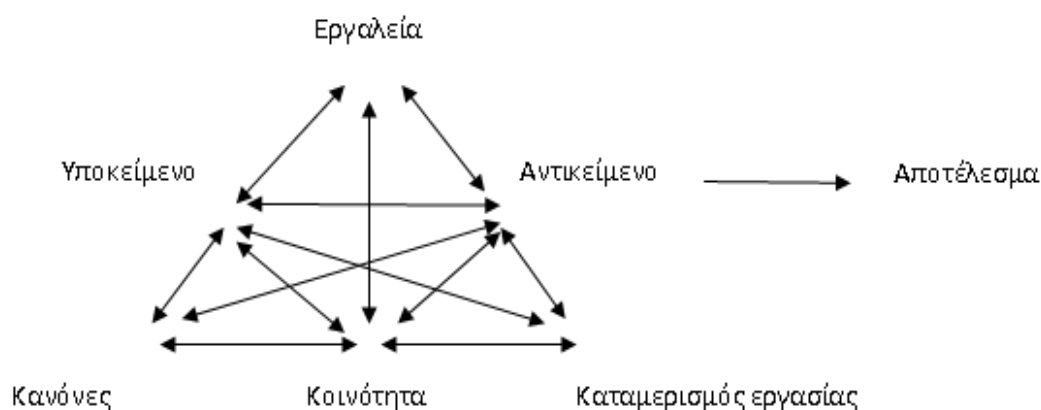 Εργαλεία
Υποκείμενο Αντικείμενο Αποτέλεσμα
Κανόνες Κοινότητα Καταμερισμός εργασίας